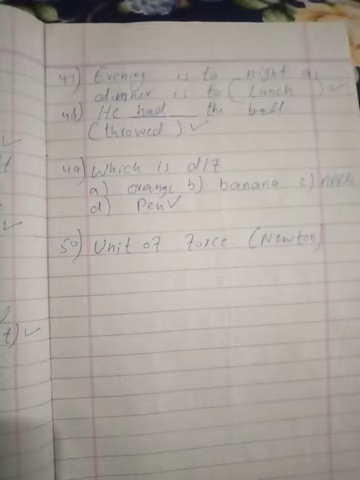 47) Evening is to night as
dinner is to (Lunch) ✓
48) He had ___ the ball
(throwed) ✓
49) Which is d/f
a) orange b) banana c) Apple
d) Pen ✓
50) Unit of Force (Newton)
t) ✓